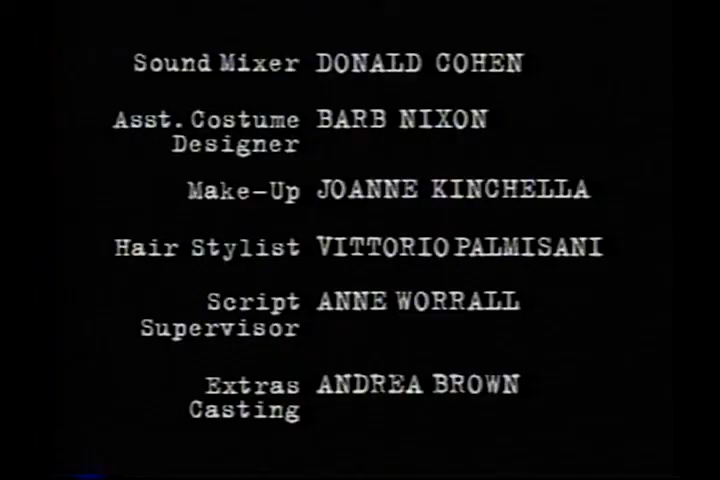 Sound Mixer DONALD COHEN
Asst. Costume BARB NIXON
Designer
Make-Up JOANNE KINCHELLA
Hair Stylist VITTORIO PALMISANI
Script ANNE WORRALL
Supervisor
Extras ANDREA BROWN
Casting